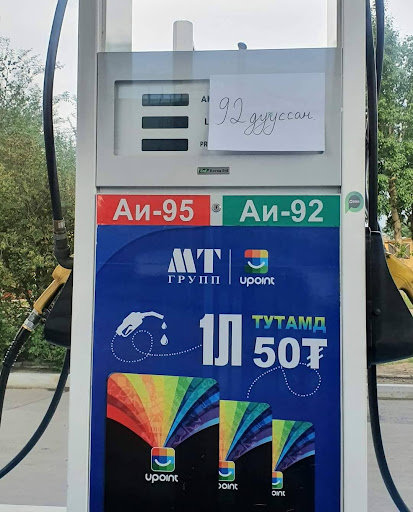 92 дууссан
Аи-95
Аи-92
МТ
ГРУПП
UPOINT
1Л ТУТАМД
50₮
UPOINT
UPOINT
UPOINT